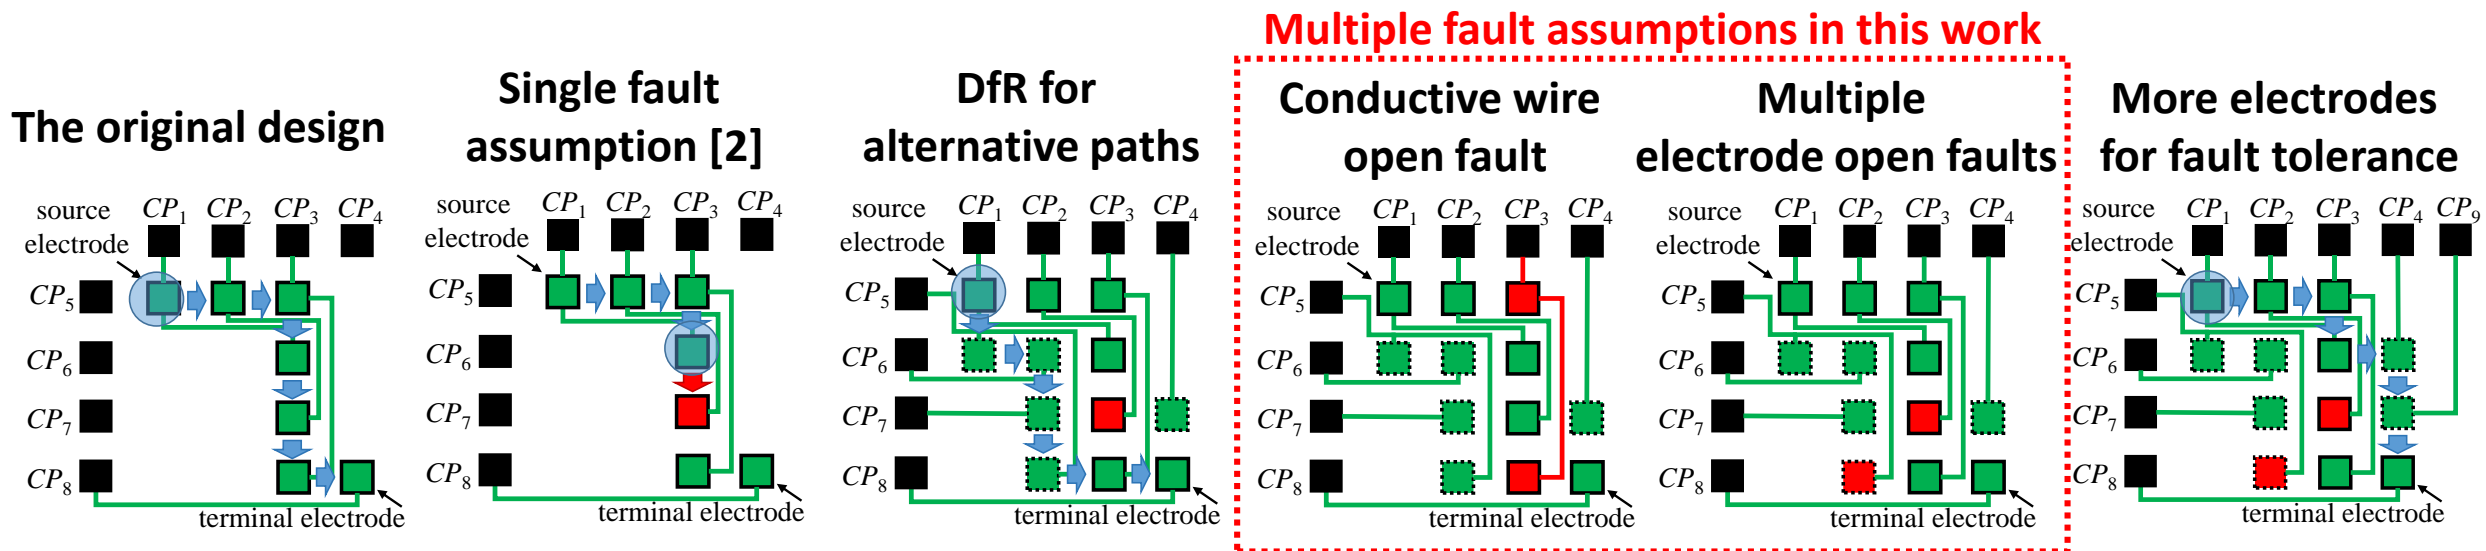 Multiple fault assumptions in this work
The original design
Single fault
assumption [2]
DfR for
alternative paths
Conductive wire
open fault
Multiple
electrode open faults
More electrodes
for fault tolerance
source
electrode
CP1 CP2 CP3 CP4
CP5
CP6
CP7
CP8
terminal electrode
source
electrode
CP1 CP2 CP3 CP4
CP5
CP6
CP7
CP8
terminal electrode
source
electrode
CP1 CP2 CP3 CP4
CP5
CP6
CP7
CP8
terminal electrode
source
electrode
CP1 CP2 CP3 CP4
CP5
CP6
CP7
CP8
terminal electrode
source
electrode
CP1 CP2 CP3 CP4
CP5
CP6
CP7
CP8
terminal electrode
source
electrode
CP1 CP2 CP3 CP4 CP9
CP5
CP6
CP7
CP8
terminal electrode